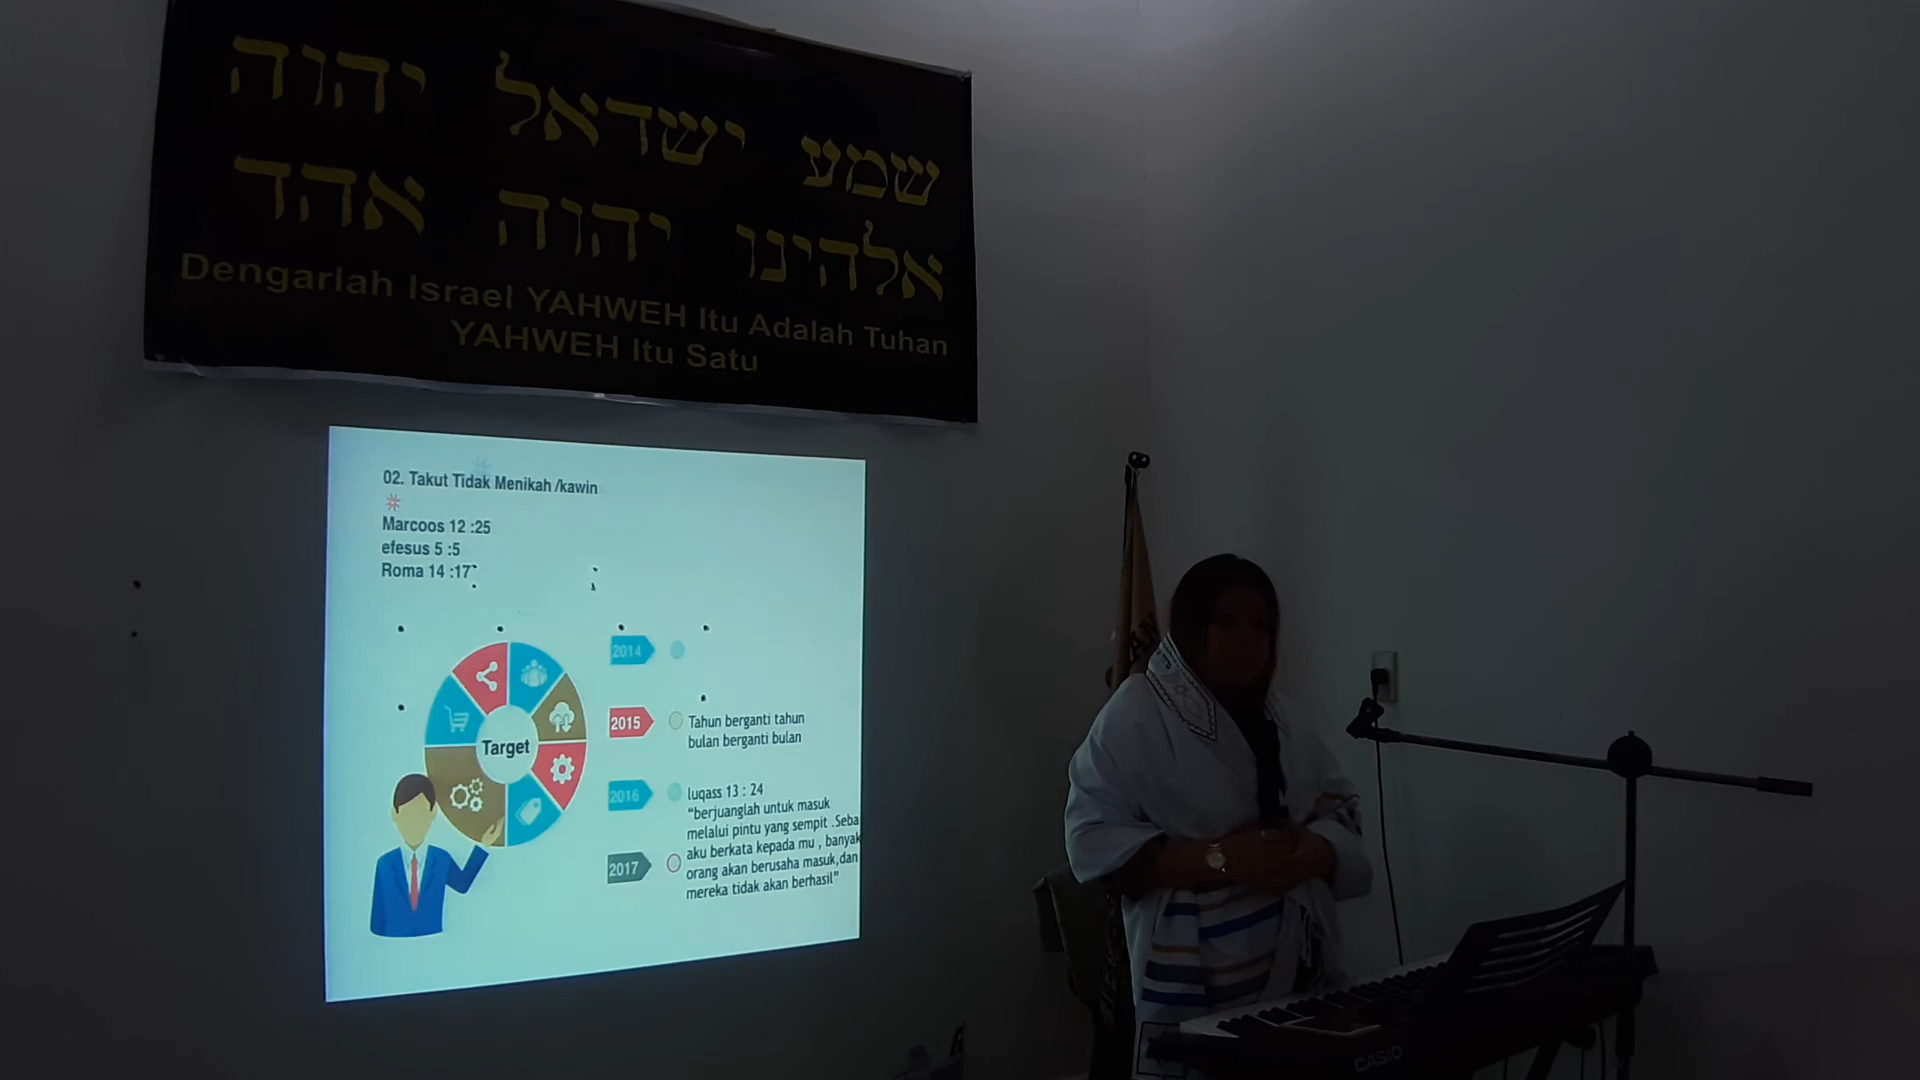 שמע ישדאל יהוה
אלהינו יהוה אהד
Dengarlah Israel YAHWEH Itu Adalah Tuhan
YAHWEH Itu Satu
02. Takut Tidak Menikah /kawin
Marcoos 12 :25
efesus 5 :5
Roma 14 :17
Target
2014
2015
Tahun berganti tahun
bulan berganti bulan
2016
luqass 13 : 24
“berjuanglah untuk masuk
melalui pintu yang sempit .Seba
aku berkata kepada mu , banyak
2017
orang akan berusaha masuk,dan
mereka tidak akan berhasil”
CASIO